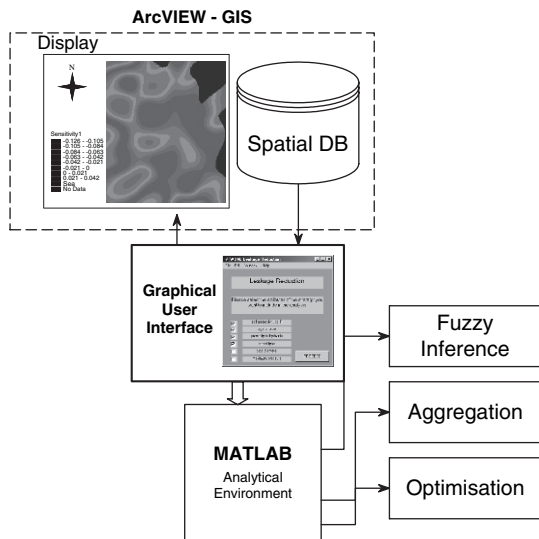 ArcVIEW - GIS
Display
N
Sensitivity1
-0.126 - -0.105
-0.105 - -0.084
-0.084 - -0.063
-0.063 - -0.042
-0.042 - -0.021
-0.021 - 0
0 - 0.021
0.021 - 0.042
Sea
No Data
Spatial DB
Graphical
User
Interface
Leakage Reduction
Leakage Reduction
Fuzzy
Inference
MATLAB
Analytical
Environment
Aggregation
Optimisation